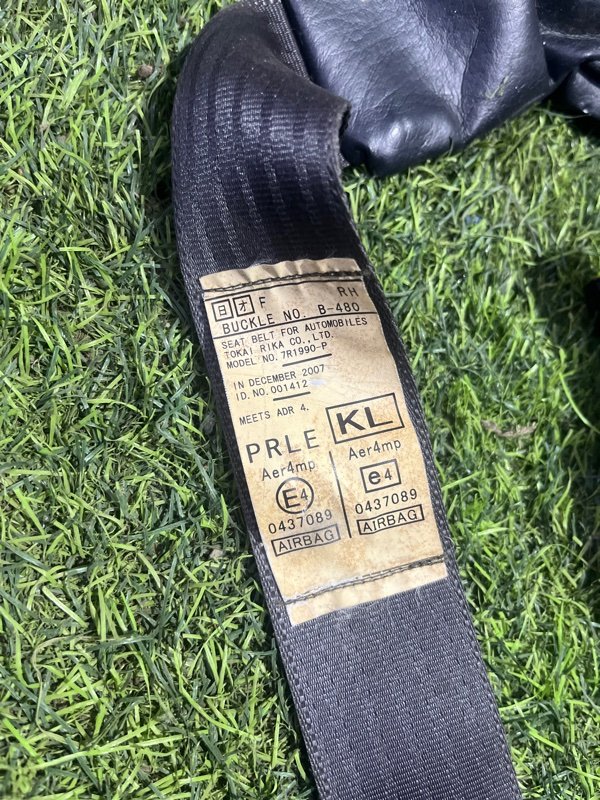 日オ F RH
BUCKLE NO. B-480
SEAT BELT FOR AUTOMOBILES
TOKAI RIKA CO., LTD.
MODEL NO. 7R1990-P
IN DECEMBER 2007
ID. NO. 001412
MEETS ADR 4.
PRLE KL
Aer4mp Aer4mp
E4 e4
0437089 0437089
AIRBAG AIRBAG